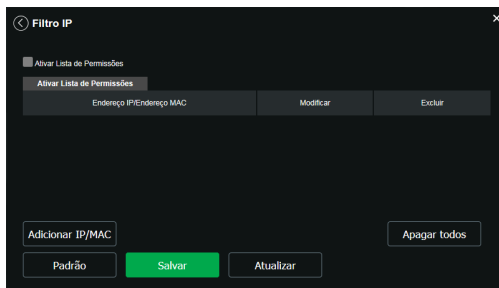 Filtro IP
Ativar Lista de Permissões
Ativar Lista de Permissões
Endereço IP/Endereço MAC Modificar Excluir
Adicionar IP/MAC Apagar todos
Padrão Salvar Atualizar